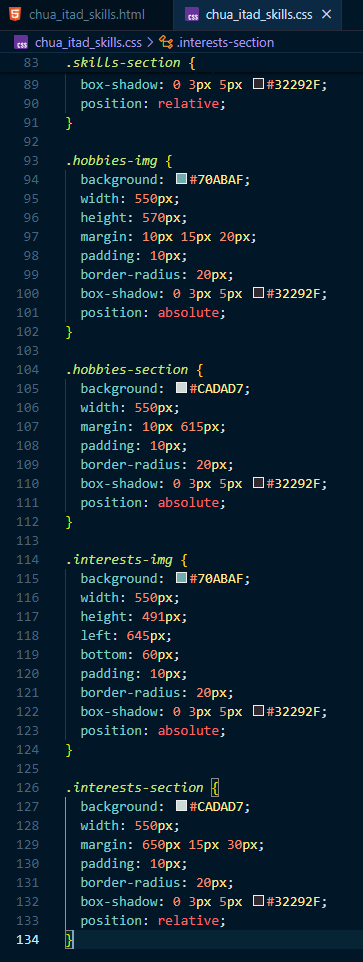 chua_itad_skills.html chua_itad_skills.css
chua_itad_skills.css > .interests-section
83 .skills-section {
89 box-shadow: 0 3px 5px #32292F;
90 position: relative;
91 }
92
93 .hobbies-img {
94 background: #70ABAF;
95 width: 550px;
96 height: 570px;
97 margin: 10px 15px 20px;
98 padding: 10px;
99 border-radius: 20px;
100 box-shadow: 0 3px 5px #32292F;
101 position: absolute;
102 }
103
104 .hobbies-section {
105 background: #CADAD7;
106 width: 550px;
107 margin: 10px 615px;
108 padding: 10px;
109 border-radius: 20px;
110 box-shadow: 0 3px 5px #32292F;
111 position: absolute;
112 }
113
114 .interests-img {
115 background: #70ABAF;
116 width: 550px;
117 height: 491px;
118 left: 645px;
119 bottom: 60px;
120 padding: 10px;
121 border-radius: 20px;
122 box-shadow: 0 3px 5px #32292F;
123 position: absolute;
124 }
125
126 .interests-section {
127 background: #CADAD7;
128 width: 550px;
129 margin: 650px 15px 30px;
130 padding: 10px;
131 border-radius: 20px;
132 box-shadow: 0 3px 5px #32292F;
133 position: relative;
134 }